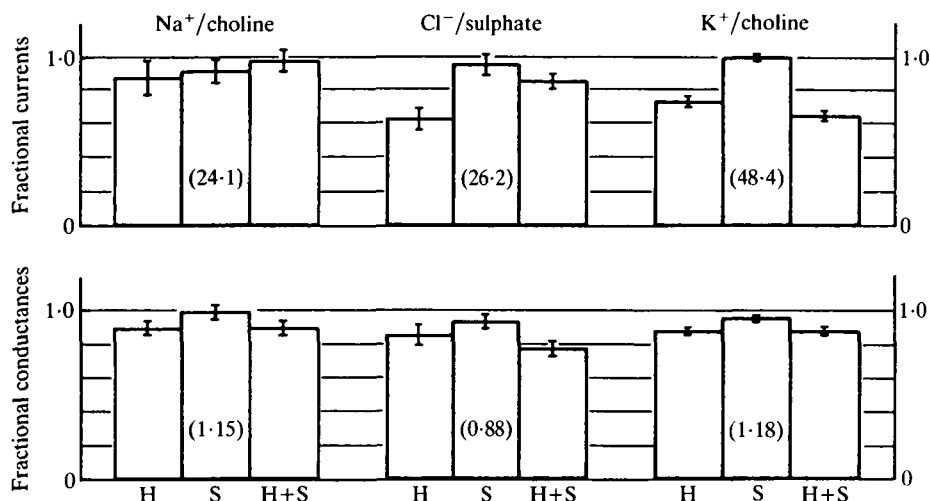 Na⁺/choline Cl⁻/sulphate K⁺/choline
Fractional currents
1·0 1·0
(24·1) (26·2) (48·4)
0 0
Fractional conductances
1·0 1·0
(1·15) (0·88) (1·18)
0 0
H S H+S H S H+S H S H+S